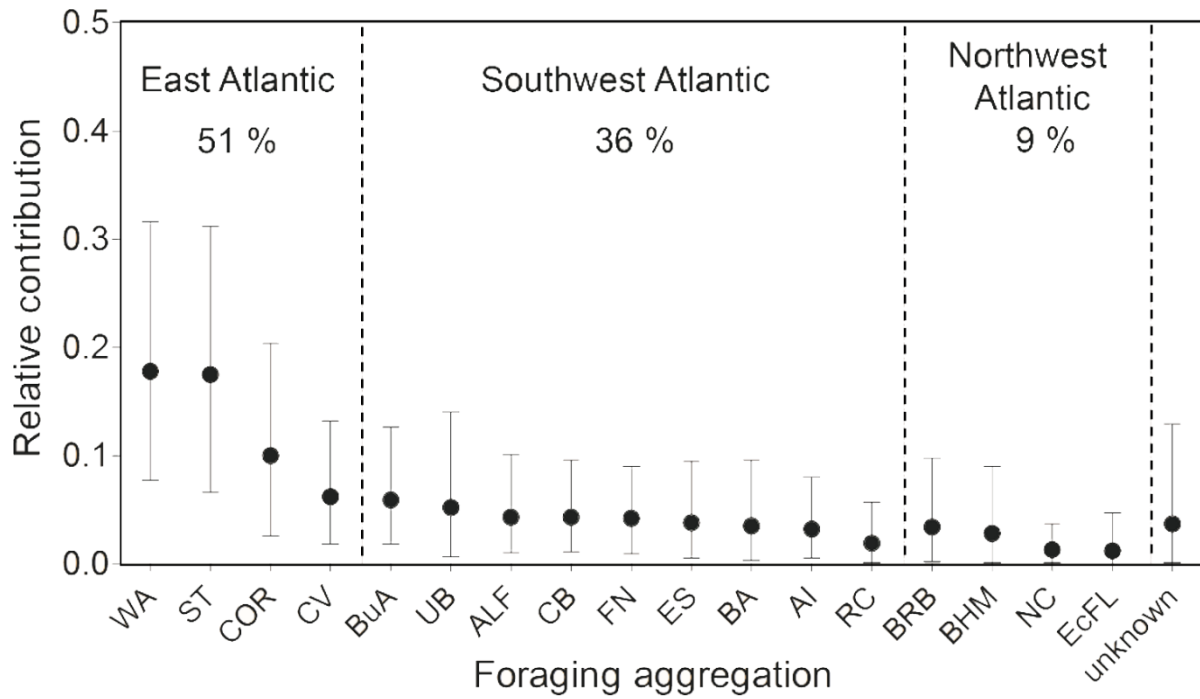 Relative contribution
0.5
0.4
0.3
0.2
0.1
0.0
East Atlantic
51 %
Southwest Atlantic
36 %
Northwest
Atlantic
9 %
WA
ST
COR
CV
BuA
UB
ALF
CB
FN
ES
BA
AI
RC
BRB
BHM
NC
EcFL
unknown
Foraging aggregation